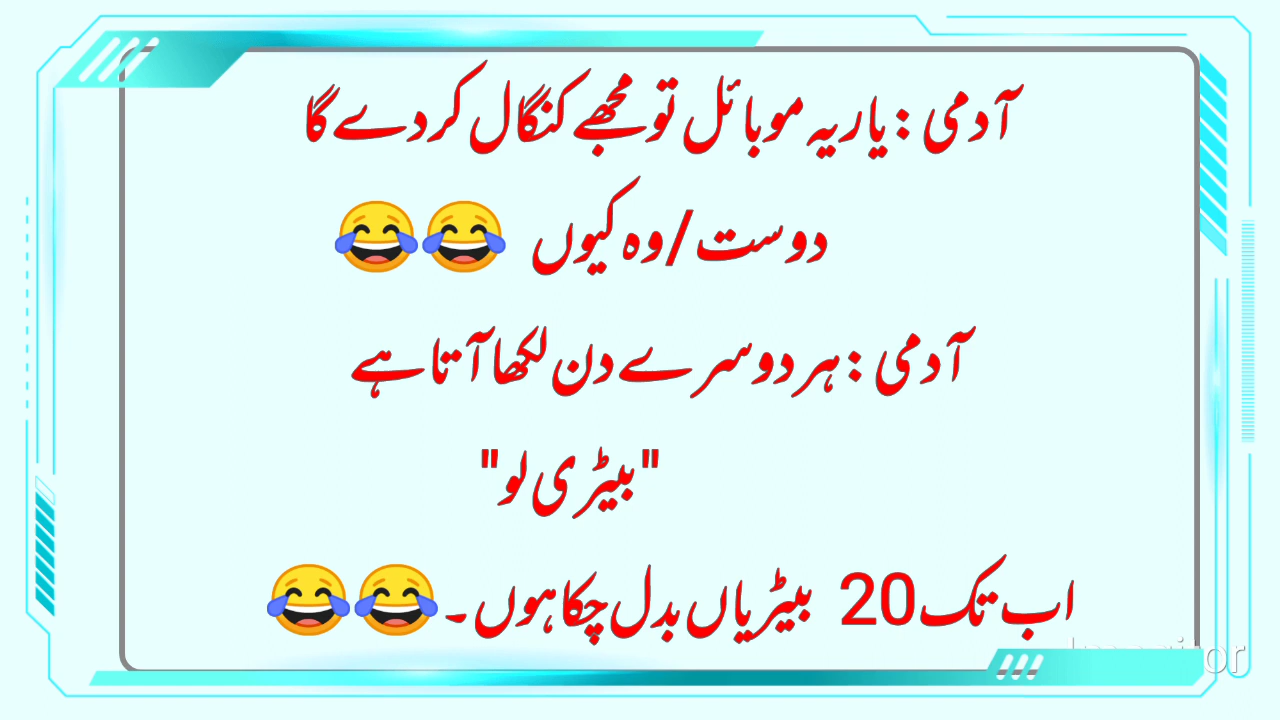 آدمی : یار یہ موبائل تو مجھے کنگال کر دے گا
دوست/وہ کیوں 😂😂
آدمی : ہر دوسرے دن لکھا آتا ہے
"بیٹری لو"
اب تک 20 بیٹریاں بدل چکا ہوں۔😂😂